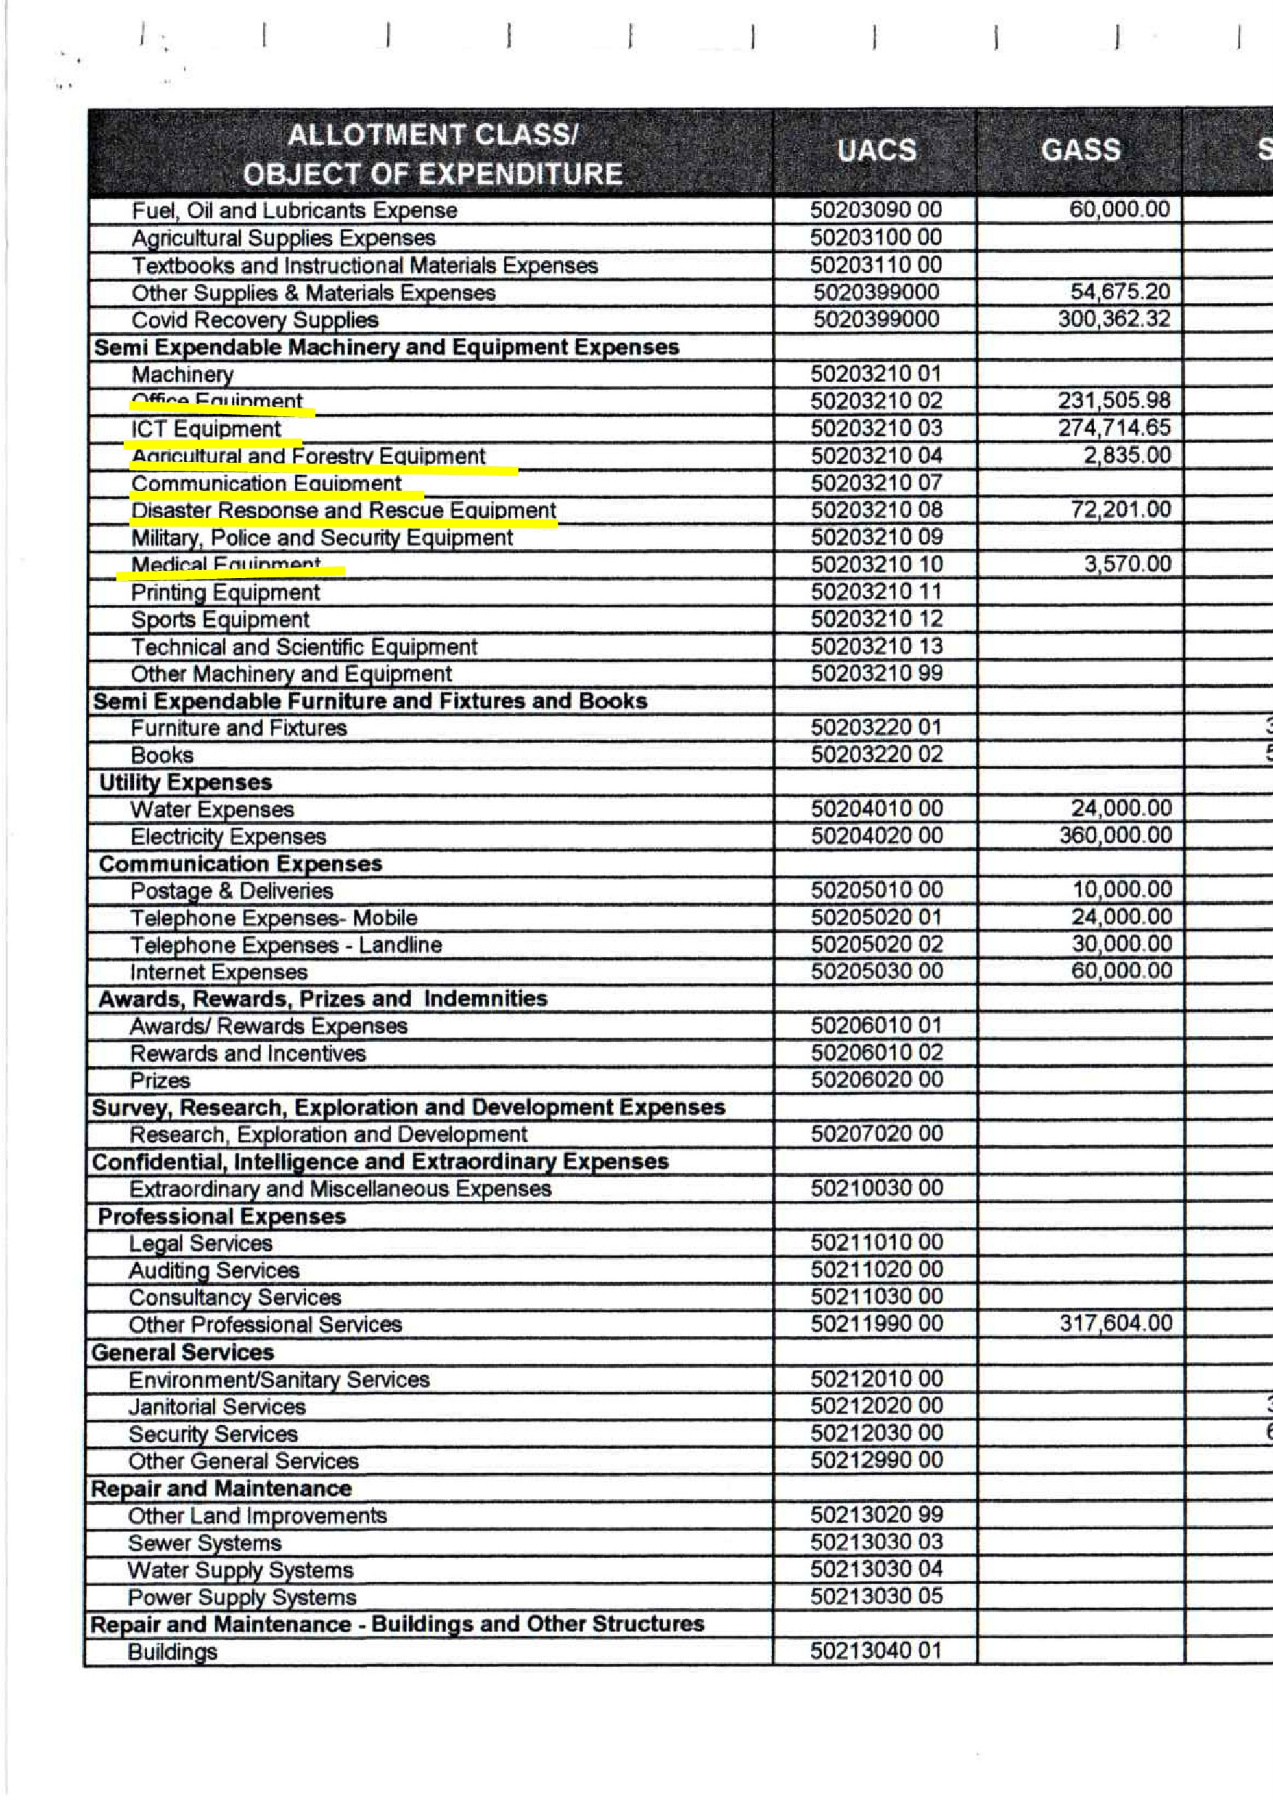 ALLOTMENT CLASS/
OBJECT OF EXPENDITURE UACS GASS S
Fuel, Oil and Lubricants Expense 50203090 00 60,000.00
Agricultural Supplies Expenses 50203100 00
Textbooks and Instructional Materials Expenses 50203110 00
Other Supplies & Materials Expenses 5020399000 54,675.20
Covid Recovery Supplies 5020399000 300,362.32
Semi Expendable Machinery and Equipment Expenses
Machinery 50203210 01
Office Equipment 50203210 02 231,505.98
ICT Equipment 50203210 03 274,714.65
Agricultural and Forestry Equipment 50203210 04 2,835.00
Communication Equipment 50203210 07
Disaster Response and Rescue Equipment 50203210 08 72,201.00
Military, Police and Security Equipment 50203210 09
Medical Equipment 50203210 10 3,570.00
Printing Equipment 50203210 11
Sports Equipment 50203210 12
Technical and Scientific Equipment 50203210 13
Other Machinery and Equipment 50203210 99
Semi Expendable Furniture and Fixtures and Books
Furniture and Fixtures 50203220 01 3
Books 50203220 02 5
Utility Expenses
Water Expenses 50204010 00 24,000.00
Electricity Expenses 50204020 00 360,000.00
Communication Expenses
Postage & Deliveries 50205010 00 10,000.00
Telephone Expenses- Mobile 50205020 01 24,000.00
Telephone Expenses - Landline 50205020 02 30,000.00
Internet Expenses 50205030 00 60,000.00
Awards, Rewards, Prizes and Indemnities
Awards/ Rewards Expenses 50206010 01
Rewards and Incentives 50206010 02
Prizes 50206020 00
Survey, Research, Exploration and Development Expenses
Research, Exploration and Development 50207020 00
Confidential, Intelligence and Extraordinary Expenses
Extraordinary and Miscellaneous Expenses 50210030 00
Professional Expenses
Legal Services 50211010 00
Auditing Services 50211020 00
Consultancy Services 50211030 00
Other Professional Services 50211990 00 317,604.00
General Services
Environment/Sanitary Services 50212010 00
Janitorial Services 50212020 00 3
Security Services 50212030 00 6
Other General Services 50212990 00
Repair and Maintenance
Other Land Improvements 50213020 99
Sewer Systems 50213030 03
Water Supply Systems 50213030 04
Power Supply Systems 50213030 05
Repair and Maintenance - Buildings and Other Structures
Buildings 50213040 01